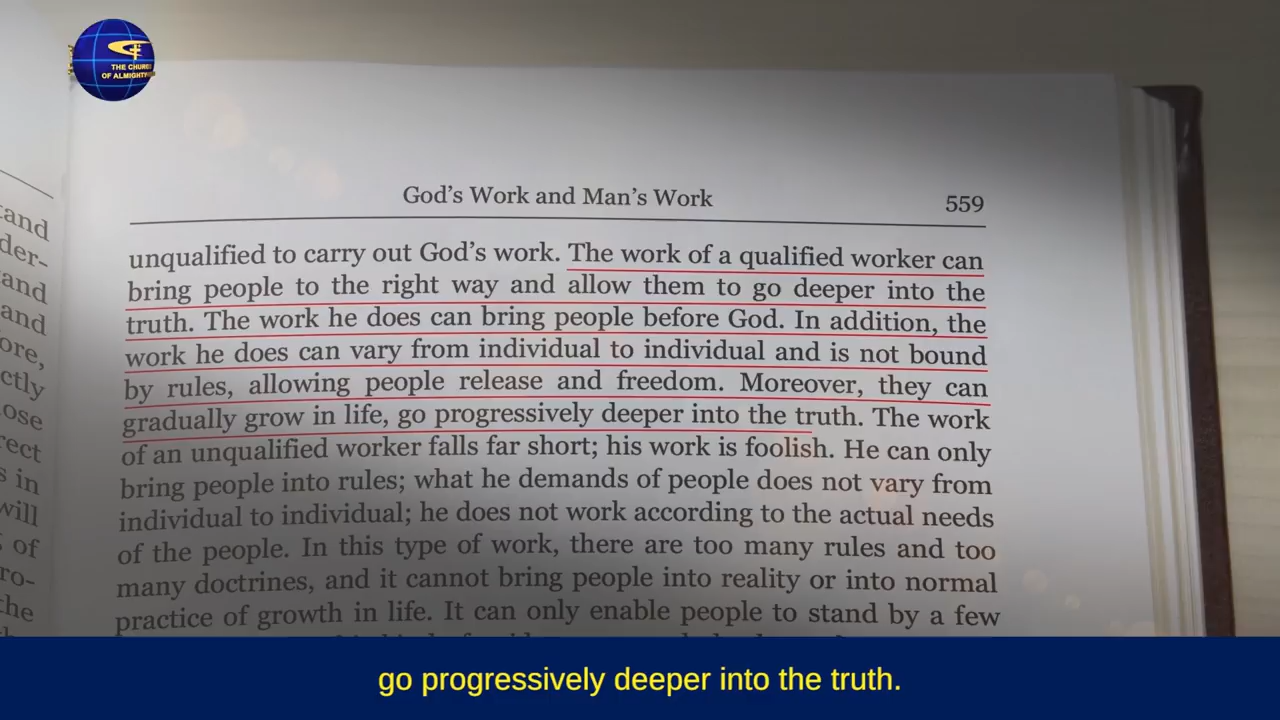 THE CHURCH
OF ALMIGHTY
God's Work and Man's Work 559
unqualified to carry out God's work. The work of a qualified worker can
bring people to the right way and allow them to go deeper into the
truth. The work he does can bring people before God. In addition, the
work he does can vary from individual to individual and is not bound
by rules, allowing people release and freedom. Moreover, they can
gradually grow in life, go progressively deeper into the truth. The work
of an unqualified worker falls far short; his work is foolish. He can only
bring people into rules; what he demands of people does not vary from
individual to individual; he does not work according to the actual needs
of the people. In this type of work, there are too many rules and too
many doctrines, and it cannot bring people into reality or into normal
practice of growth in life. It can only enable people to stand by a few
go progressively deeper into the truth.